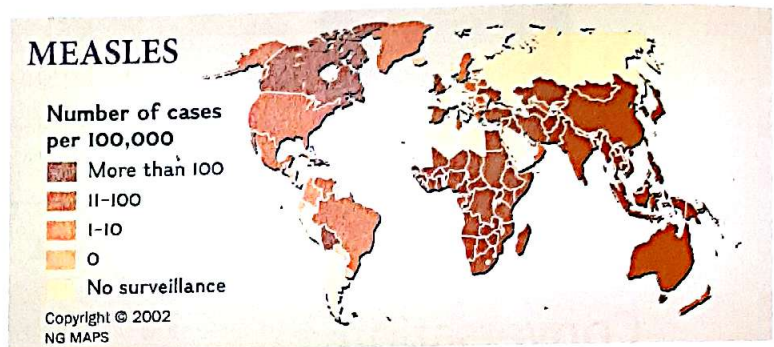 MEASLES
Number of cases
per 100,000
More than 100
11-100
1-10
0
No surveillance
Copyright © 2002
NG MAPS